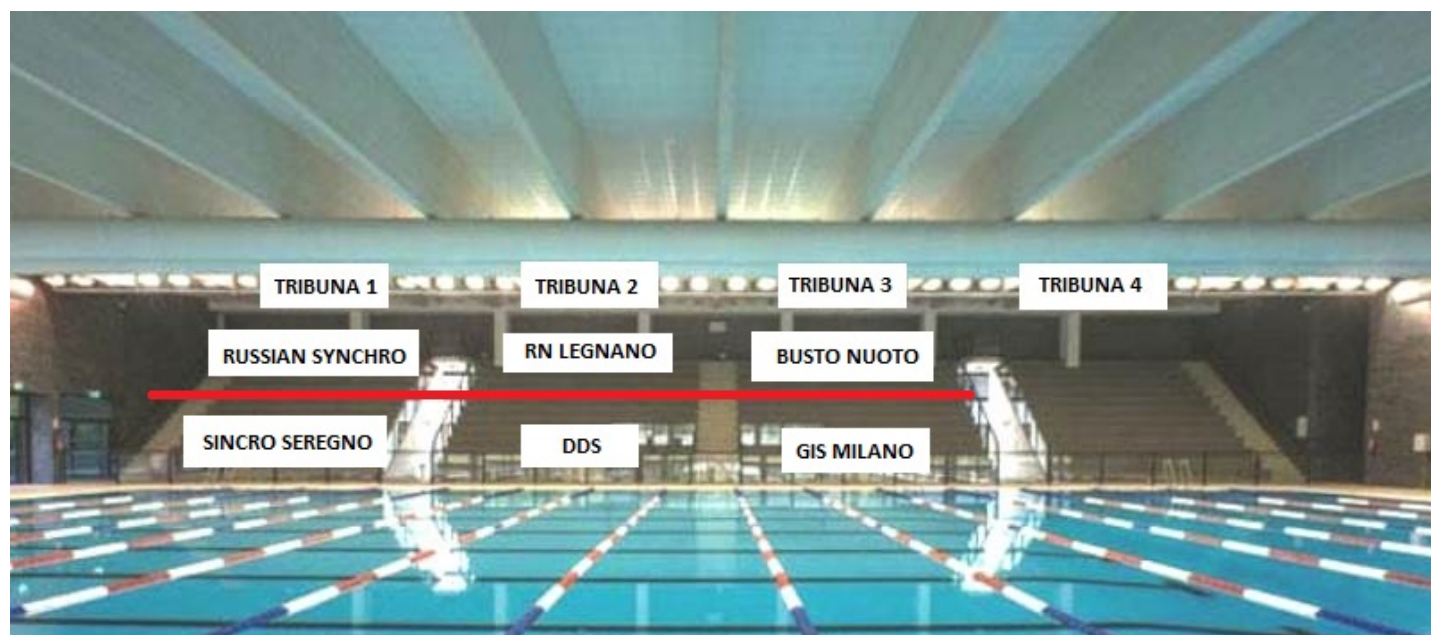 TRIBUNA 1
TRIBUNA 2
TRIBUNA 3
TRIBUNA 4
RUSSIAN SYNCHRO
RN LEGNANO
BUSTO NUOTO
SINCRO SEREGNO
DDS
GIS MILANO